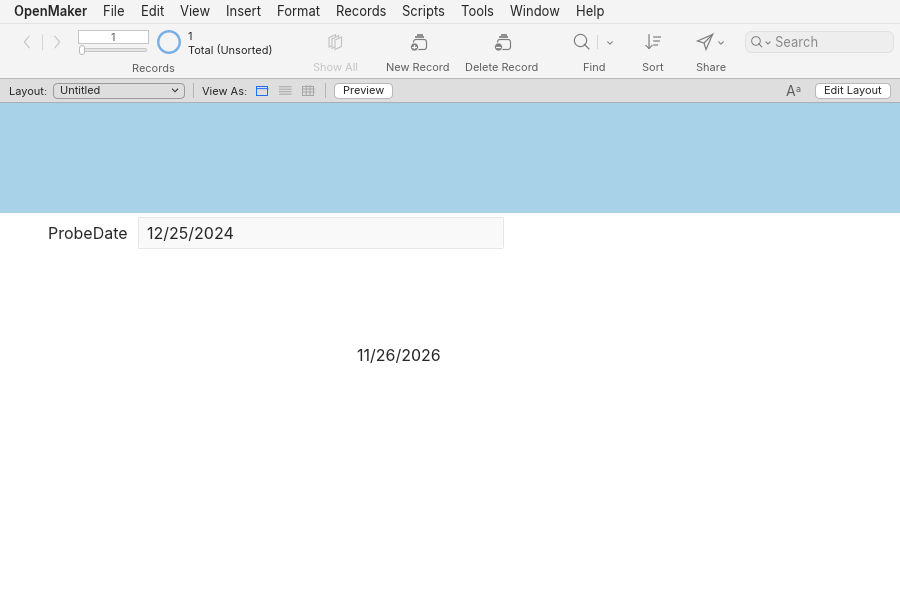 OpenMaker File Edit View Insert Format Records Scripts Tools Window Help
1
1
Total (Unsorted)
Records
Show All
New Record
Delete Record
Find
Sort
Share
Search
Layout: Untitled View As: Preview Aa Edit Layout
ProbeDate 12/25/2024
11/26/2026